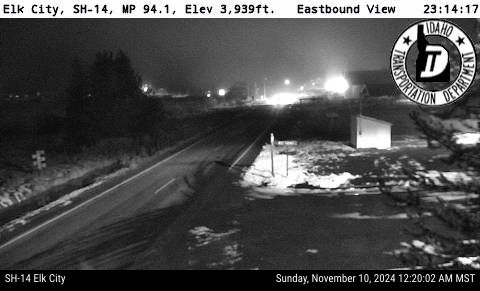 Elk City, SH-14, MP 94.1, Elev 3,939ft. Eastbound View 23:14:17
IDAHO
TRANSPORTATION DEPARTMENT
SH-14 Elk City Sunday, November 10, 2024 12:20:02 AM MST